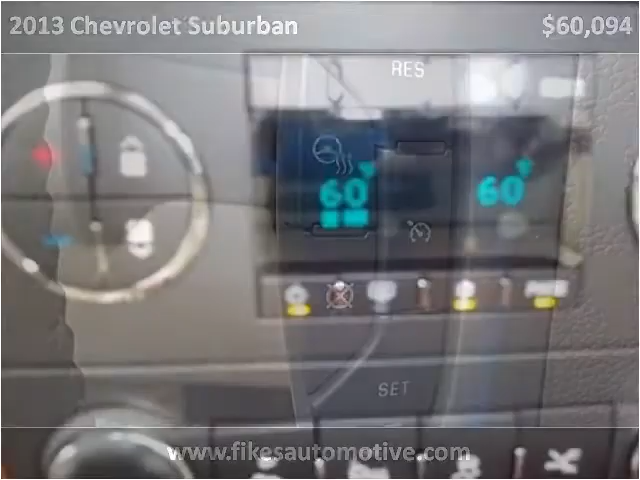 2013 Chevrolet Suburban $60,094
RES
60° 60°
SET
www.fikesautomotive.com